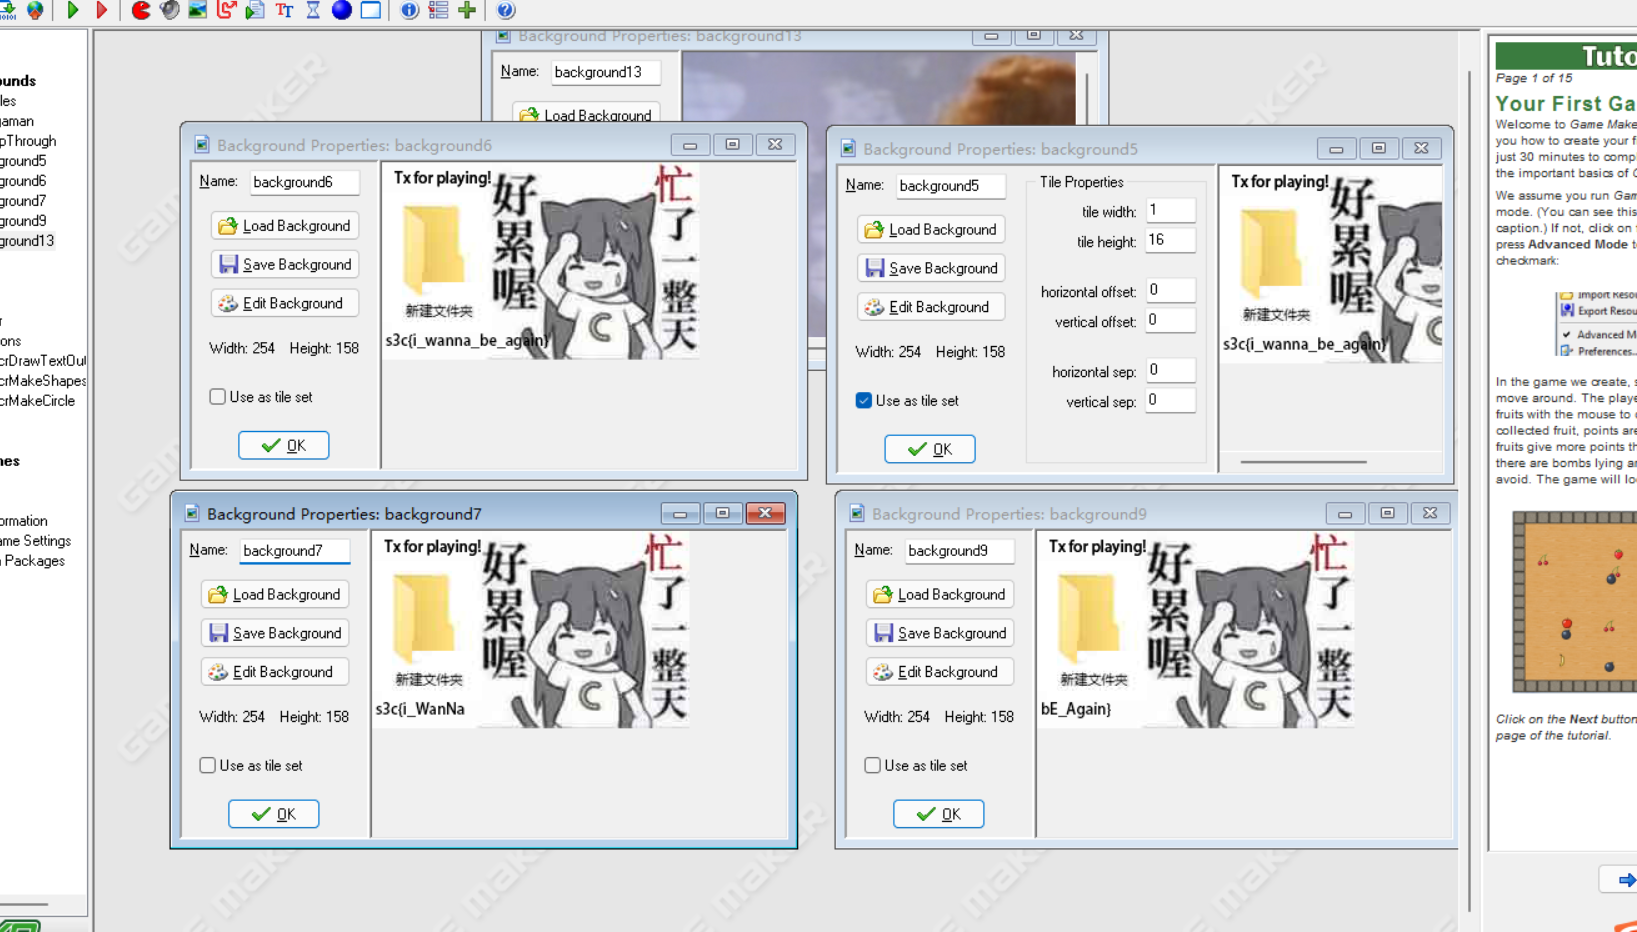 ounds
les
gaman
pThrough
ground5
ground6
ground7
ground9
ground13
r
ons
crDrawTextOut
crMakeShapes
crMakeCircle
nes
ormation
ame Settings
Packages
Background Properties: background13
Name: background13
Load Background
Background Properties: background6
Name: background6
Load Background
Save Background
Edit Background
Width: 254 Height: 158
Use as tile set
OK
Tx for playing!
好累喔
忙了一整天
新建文件夹
C
s3c{i_wanna_be_again}
Background Properties: background5
Name: background5
Load Background
Save Background
Edit Background
Width: 254 Height: 158
Use as tile set
OK
Tile Properties
tile width: 1
tile height: 16
horizontal offset: 0
vertical offset: 0
horizontal sep: 0
vertical sep: 0
Tx for playing!
好累喔
新建文件夹
s3c{i_wanna_be_again}
Background Properties: background7
Name: background7
Load Background
Save Background
Edit Background
Width: 254 Height: 158
Use as tile set
OK
Tx for playing!
好累喔
忙了一整天
新建文件夹
C
s3c{i_WanNa
Background Properties: background9
Name: background9
Load Background
Save Background
Edit Background
Width: 254 Height: 158
Use as tile set
OK
Tx for playing!
好累喔
忙了一整天
新建文件夹
C
bE_Again}
Tuto
Page 1 of 15
Your First Ga
Welcome to Game Make
you how to create your f
just 30 minutes to compl
the important basics of G
We assume you run Gam
mode. (You can see this
caption.) If not, click on
press Advanced Mode t
checkmark:
Import Resou
Export Resou
Advanced M
Preferences...
In the game we create, s
move around. The playe
fruits with the mouse to
collected fruit, points are
fruits give more points th
there are bombs lying ar
avoid. The game will lo
Click on the Next button
page of the tutorial.
GAME MAKER